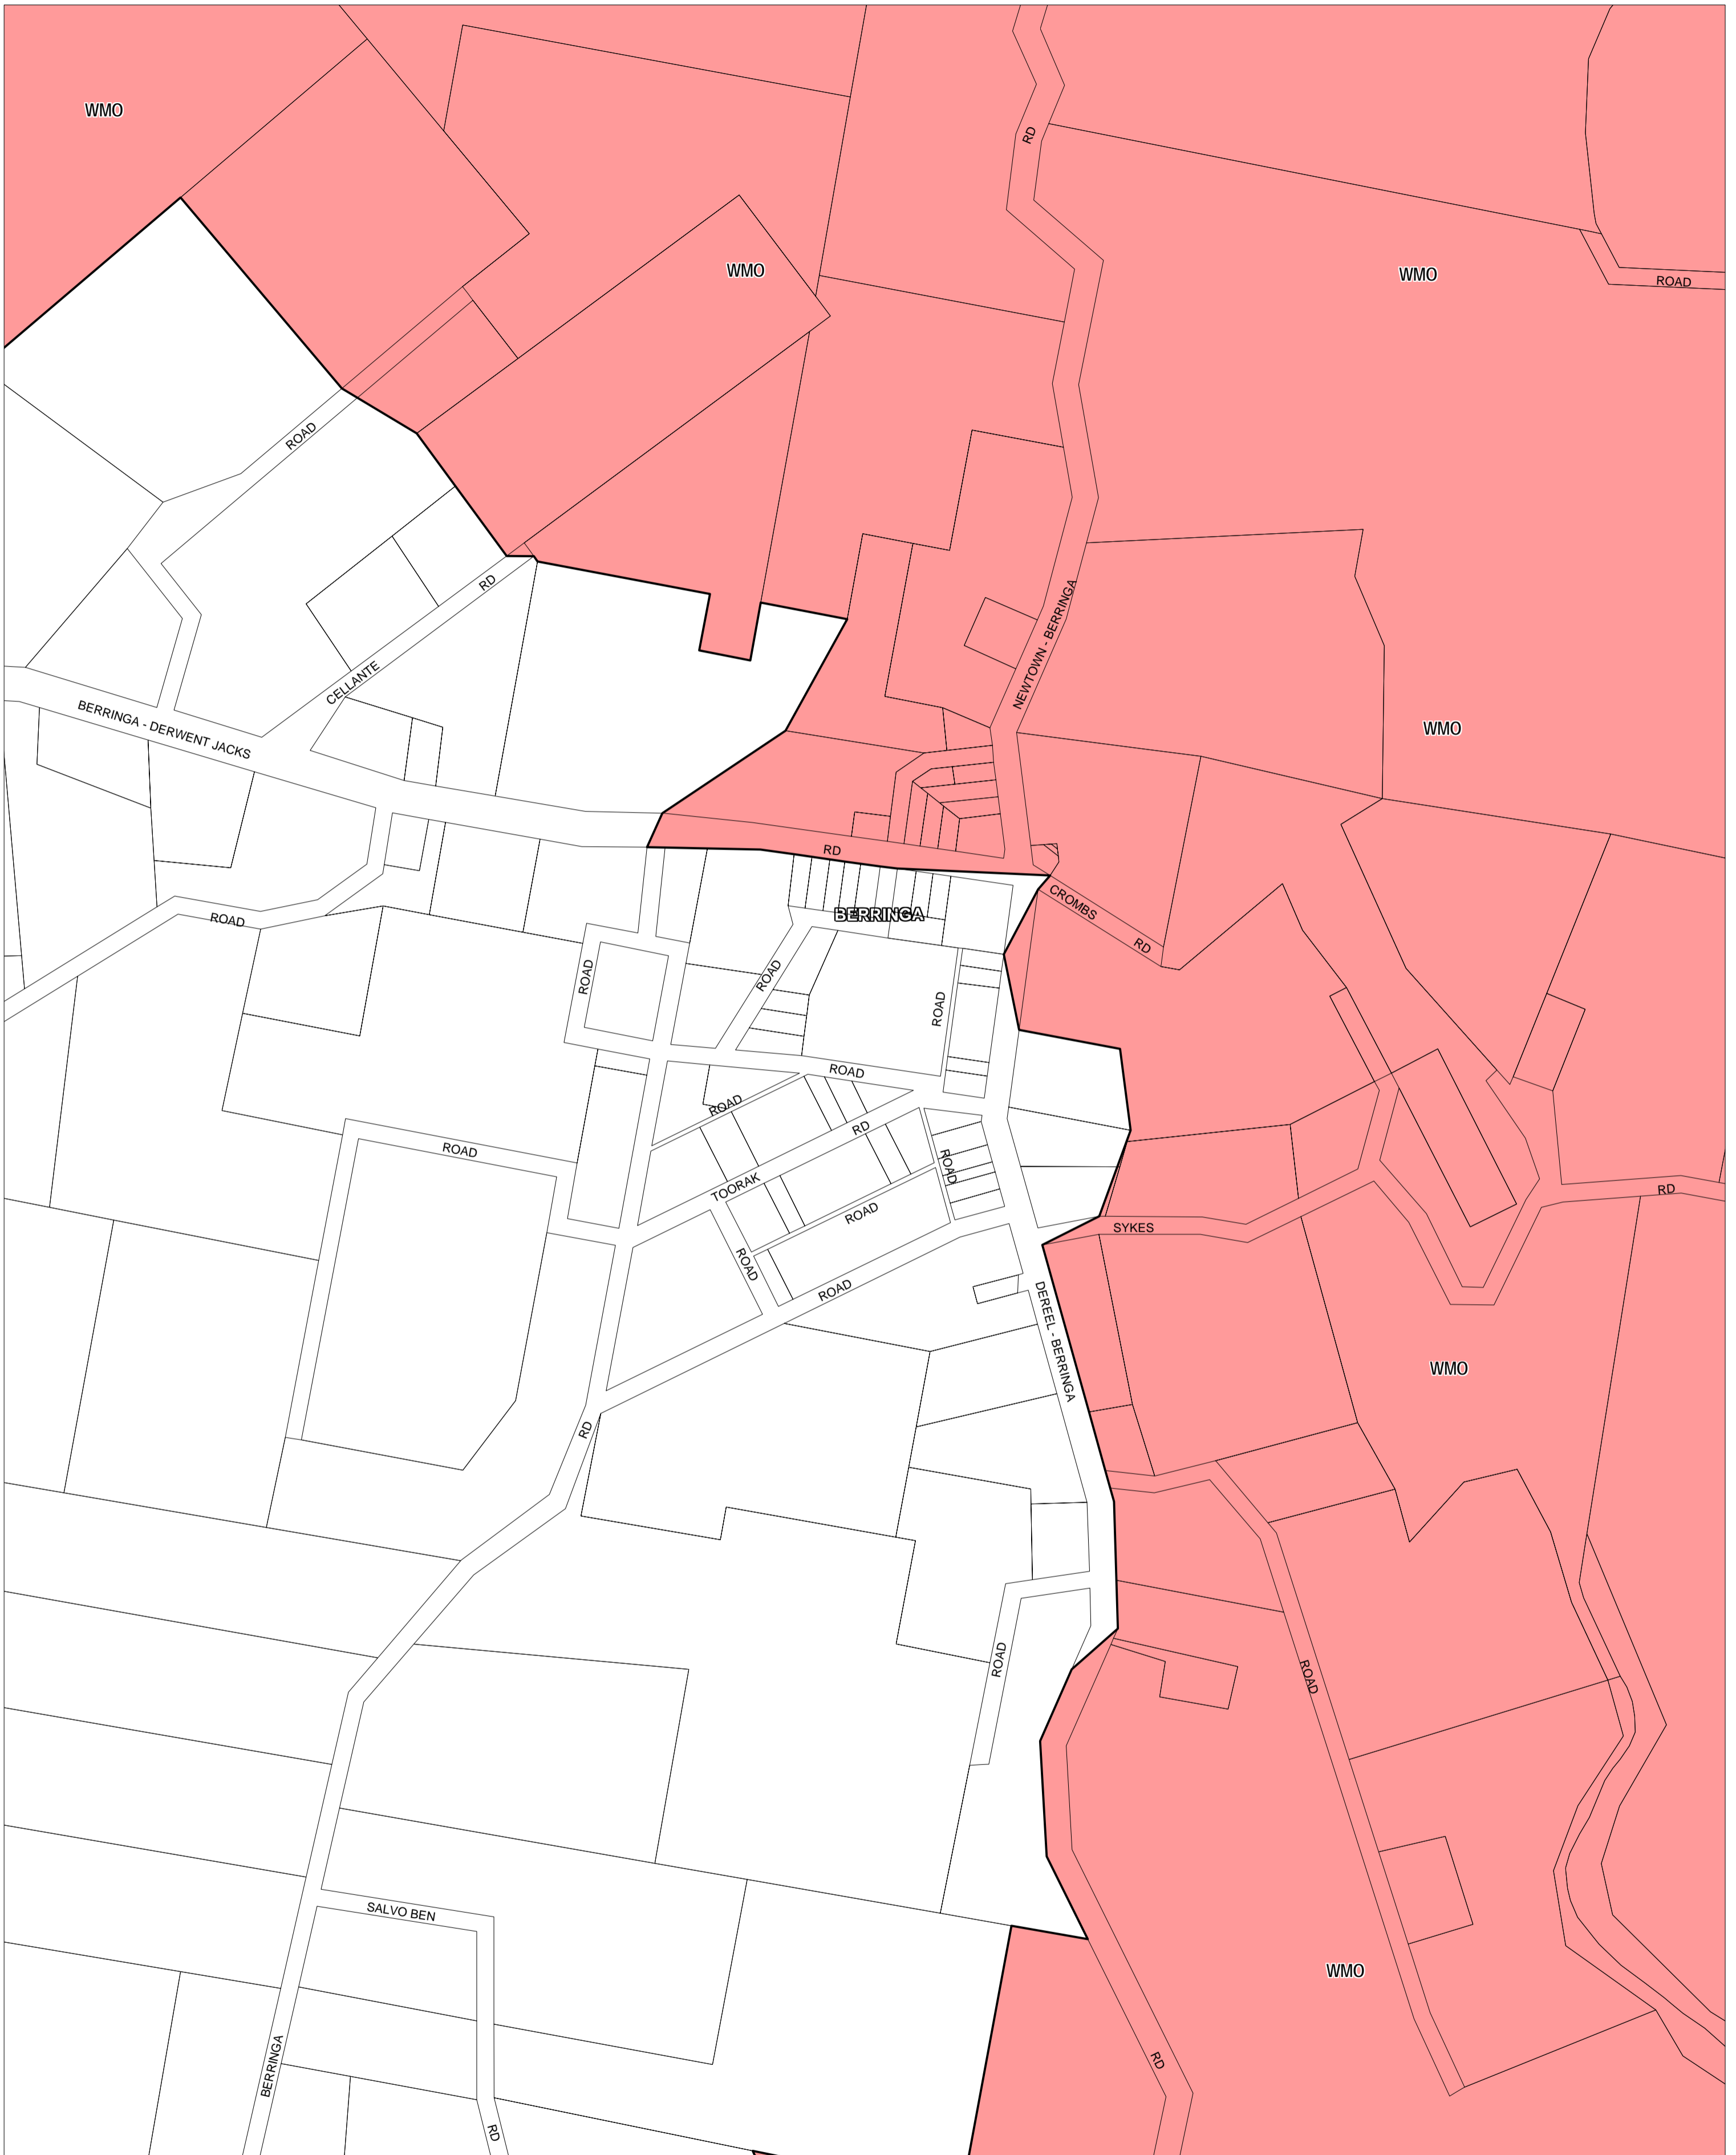 WMO
RD
WMO
WMO
ROAD
ROAD
RD
NEWTOWN - BERRINGA
CELLANTE
BERRINGA - DERWENT JACKS
WMO
RD
CROMBS
BERRINGA
ROAD
RD
ROAD
ROAD
ROAD
ROAD
ROAD
RD
ROAD
ROAD
TOORAK
RD
ROAD
SYKES
ROAD
ROAD
DEREEL - BERRINGA
WMO
RD
ROAD
ROAD
SALVO BEN
WMO
BERRINGA
RD
RD